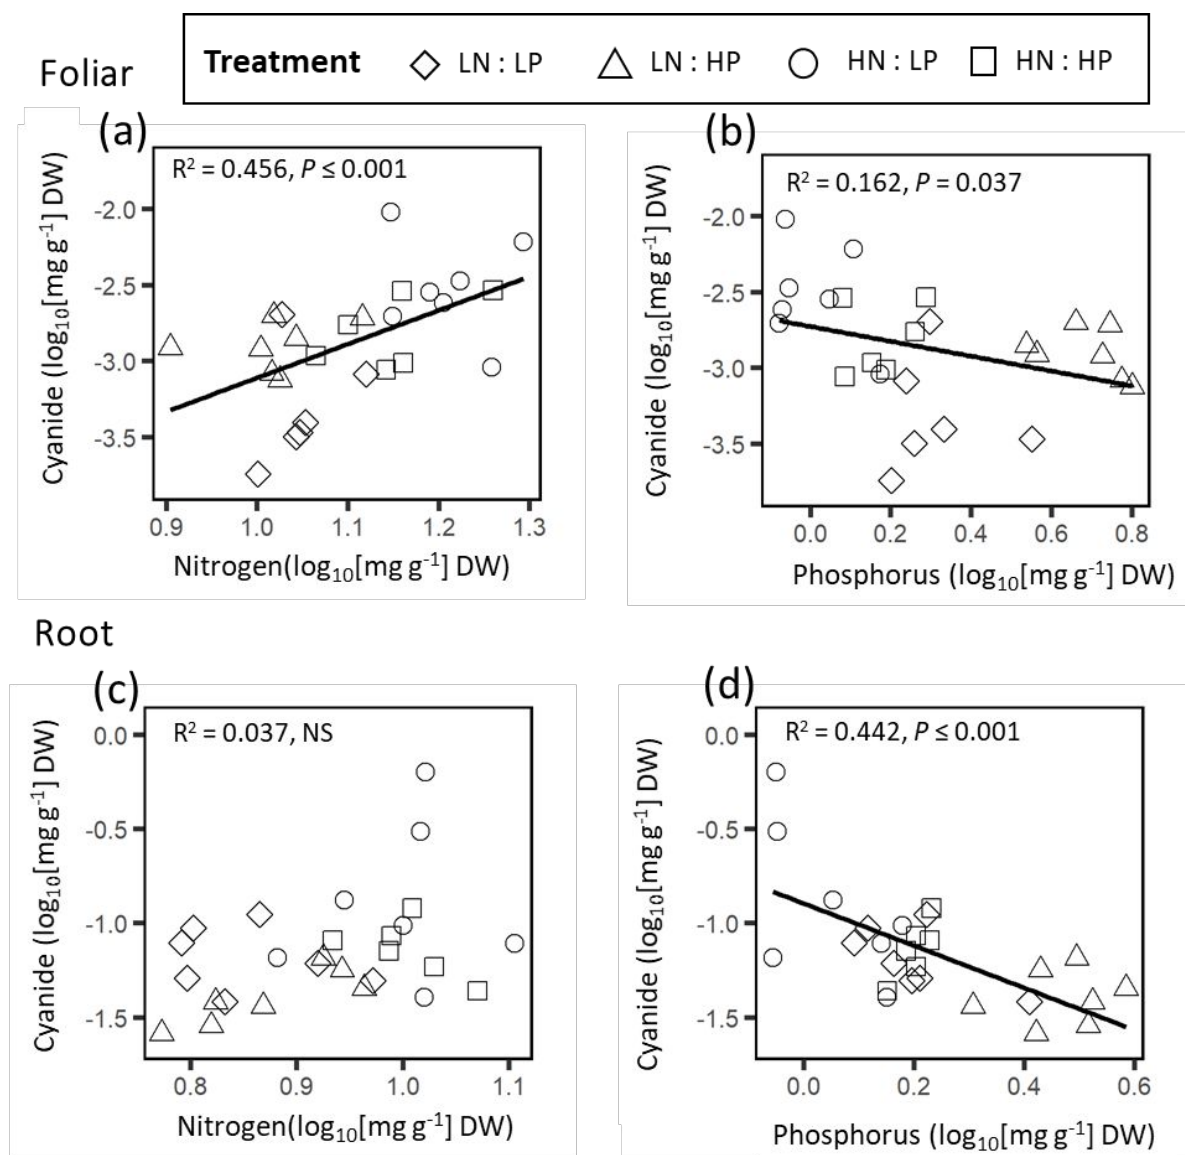 Treatment LN : LP LN : HP HN : LP HN : HP
Foliar
(a)
R² = 0.456, P ≤ 0.001
Cyanide (log₁₀[mg g⁻¹] DW)
-2.0
-2.5
-3.0
-3.5
0.9 1.0 1.1 1.2 1.3
Nitrogen(log₁₀[mg g⁻¹] DW)
(b)
R² = 0.162, P = 0.037
Cyanide (log₁₀[mg g⁻¹] DW)
-2.0
-2.5
-3.0
-3.5
0.0 0.2 0.4 0.6 0.8
Phosphorus (log₁₀[mg g⁻¹] DW)
Root
(c)
R² = 0.037, NS
Cyanide (log₁₀[mg g⁻¹] DW)
0.0
-0.5
-1.0
-1.5
0.8 0.9 1.0 1.1
Nitrogen(log₁₀[mg g⁻¹] DW)
(d)
R² = 0.442, P ≤ 0.001
Cyanide (log₁₀[mg g⁻¹] DW)
0.0
-0.5
-1.0
-1.5
0.0 0.2 0.4 0.6
Phosphorus (log₁₀[mg g⁻¹] DW)